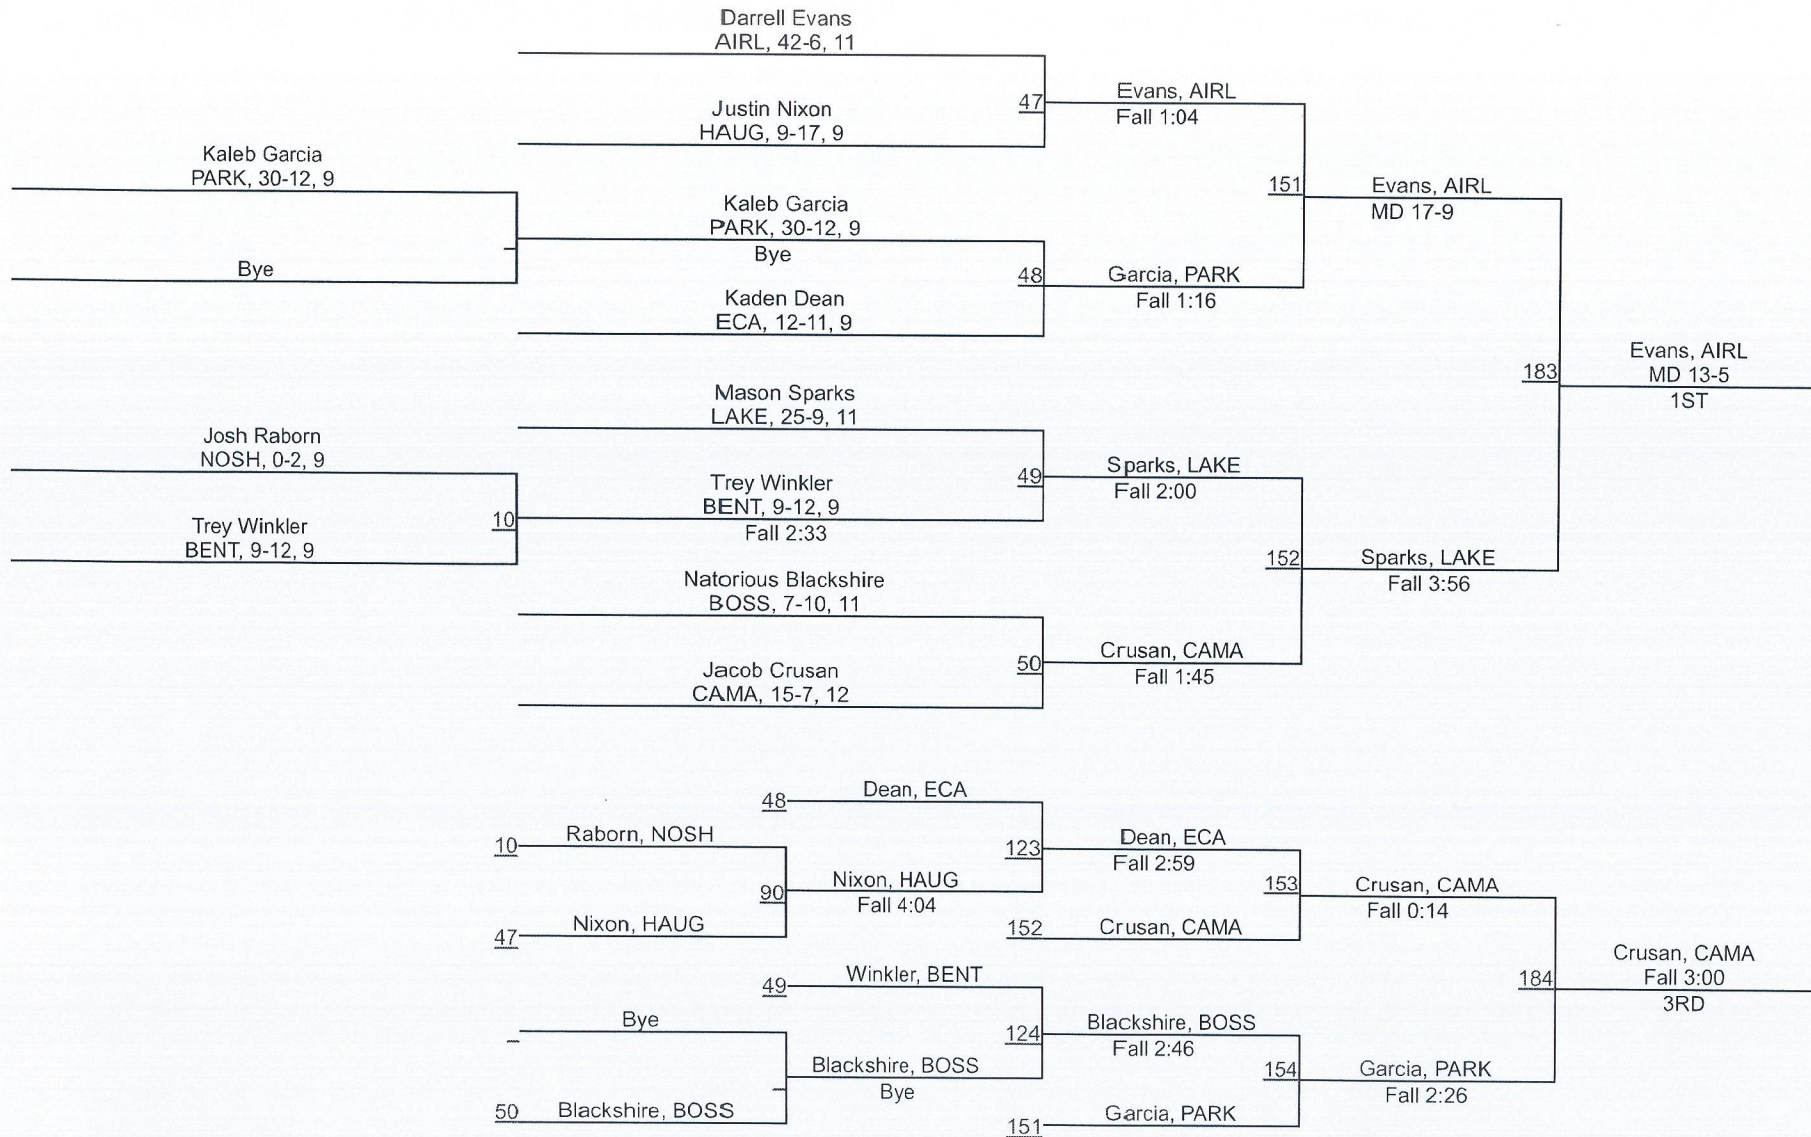 Darrell Evans
AIRL, 42-6, 11
47
Evans, AIRL
Fall 1:04
Justin Nixon
HAUG, 9-17, 9
Kaleb Garcia
PARK, 30-12, 9
151
Evans, AIRL
MD 17-9
Kaleb Garcia
PARK, 30-12, 9
Bye
Bye
48
Garcia, PARK
Fall 1:16
Kaden Dean
ECA, 12-11, 9
183
Evans, AIRL
MD 13-5
1ST
Mason Sparks
LAKE, 25-9, 11
Josh Raborn
NOSH, 0-2, 9
49
Sparks, LAKE
Fall 2:00
10
Trey Winkler
BENT, 9-12, 9
Fall 2:33
Trey Winkler
BENT, 9-12, 9
152
Sparks, LAKE
Fall 3:56
Natorious Blackshire
BOSS, 7-10, 11
50
Crusan, CAMA
Fall 1:45
Jacob Crusan
CAMA, 15-7, 12
48
Dean, ECA
10
Raborn, NOSH
123
Dean, ECA
Fall 2:59
90
Nixon, HAUG
Fall 4:04
153
Crusan, CAMA
Fall 0:14
47
Nixon, HAUG
152
Crusan, CAMA
49
Winkler, BENT
184
Crusan, CAMA
Fall 3:00
3RD
Bye
124
Blackshire, BOSS
Fall 2:46
Blackshire, BOSS
Bye
154
Garcia, PARK
Fall 2:26
50
Blackshire, BOSS
151
Garcia, PARK